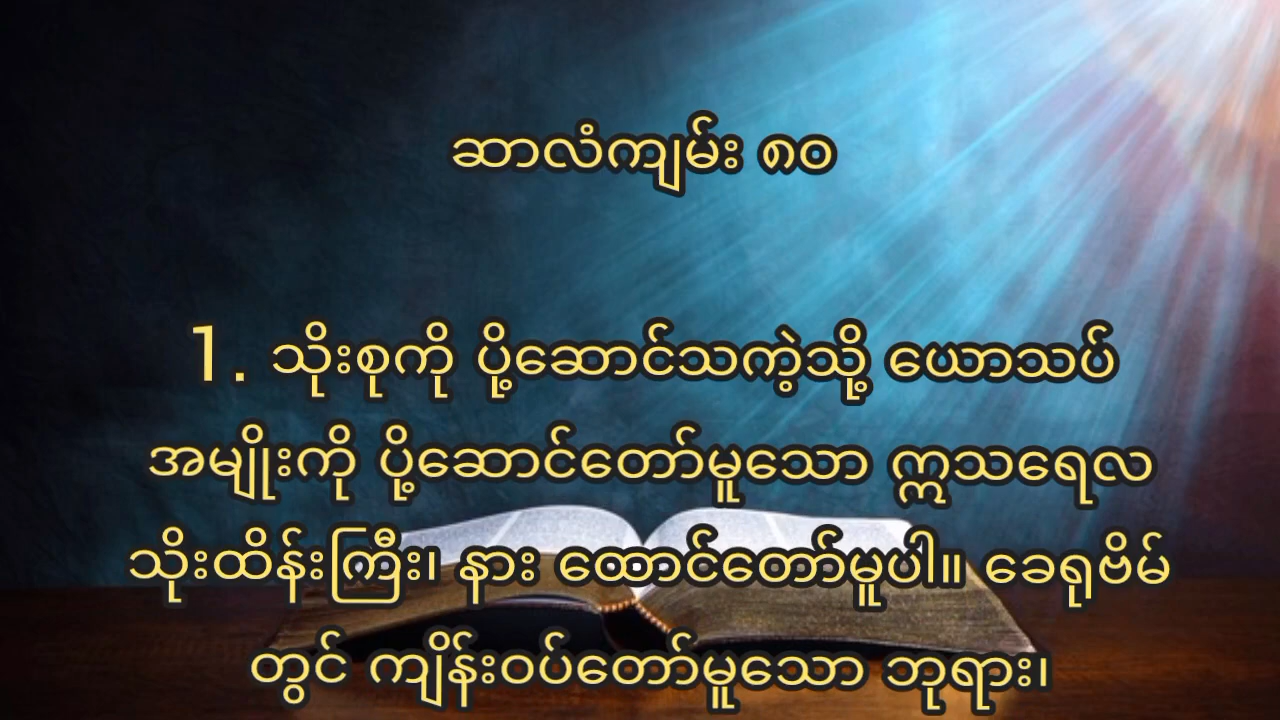 ဆာလံကျမ်း ၈၀
1. သိုးစုကို ပို့ဆောင်သကဲ့သို့ ယောသပ်
အမျိုးကို ပို့ဆောင်တော်မူသော ဣသရေလ
သိုးထိန်းကြီး၊ နား ထောင်တော်မူပါ။ ခေရုဗိမ်
တွင် ကျိန်းဝပ်တော်မူသော ဘုရား၊